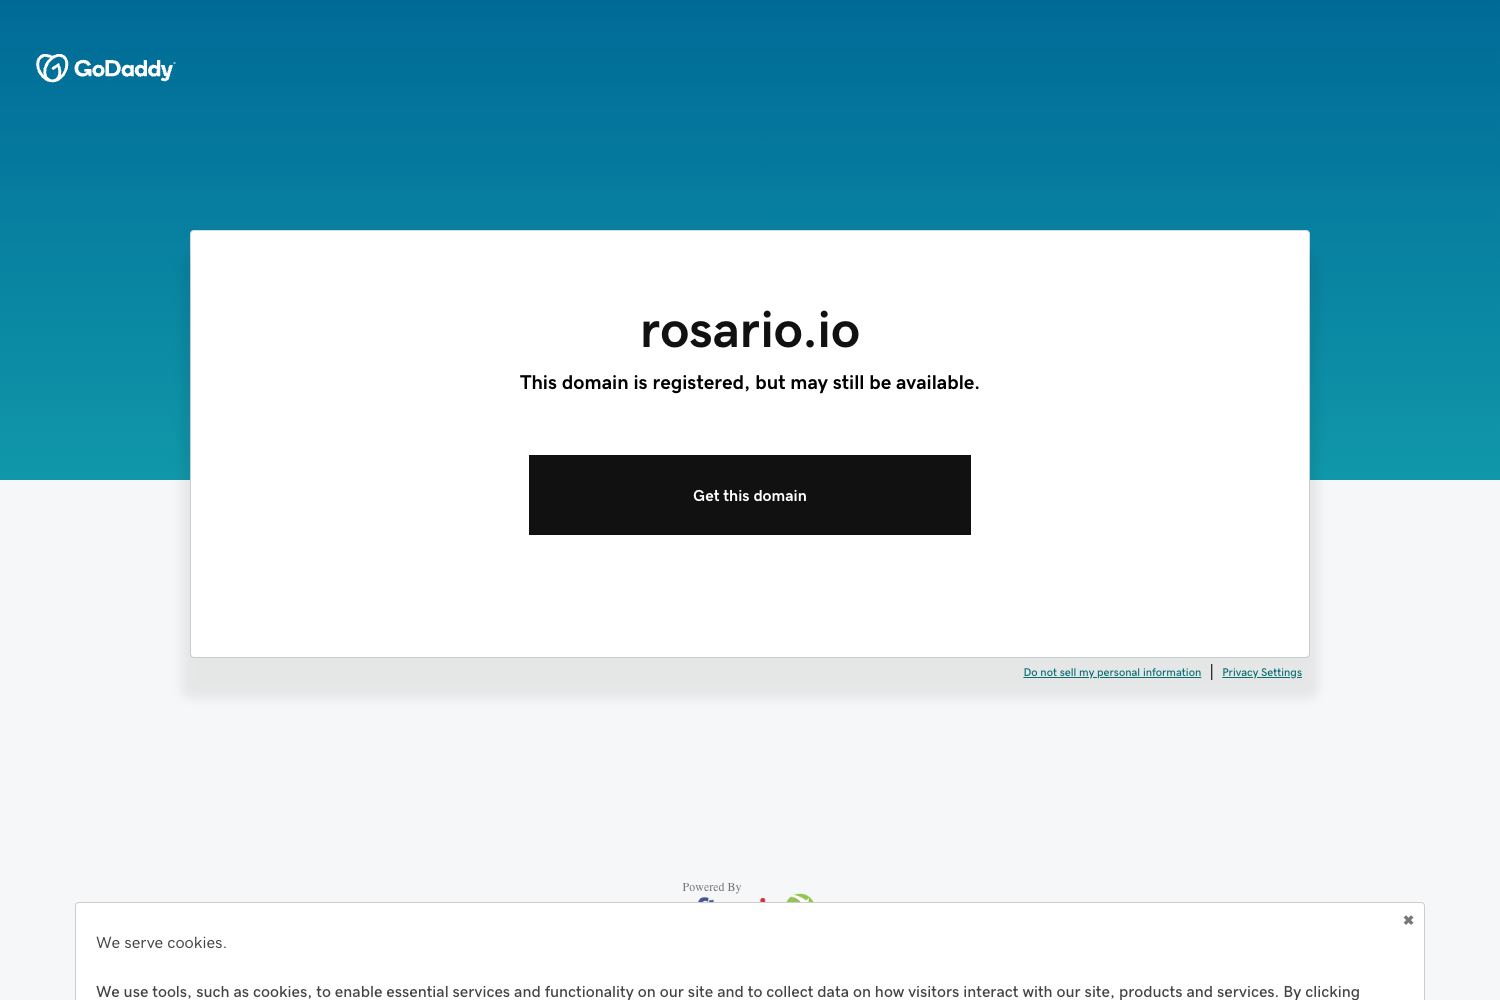 GoDaddy
rosario.io
This domain is registered, but may still be available.
Get this domain
Do not sell my personal information | Privacy Settings
Powered By
✖
We serve cookies.
We use tools, such as cookies, to enable essential services and functionality on our site and to collect data on how visitors interact with our site, products and services. By clicking